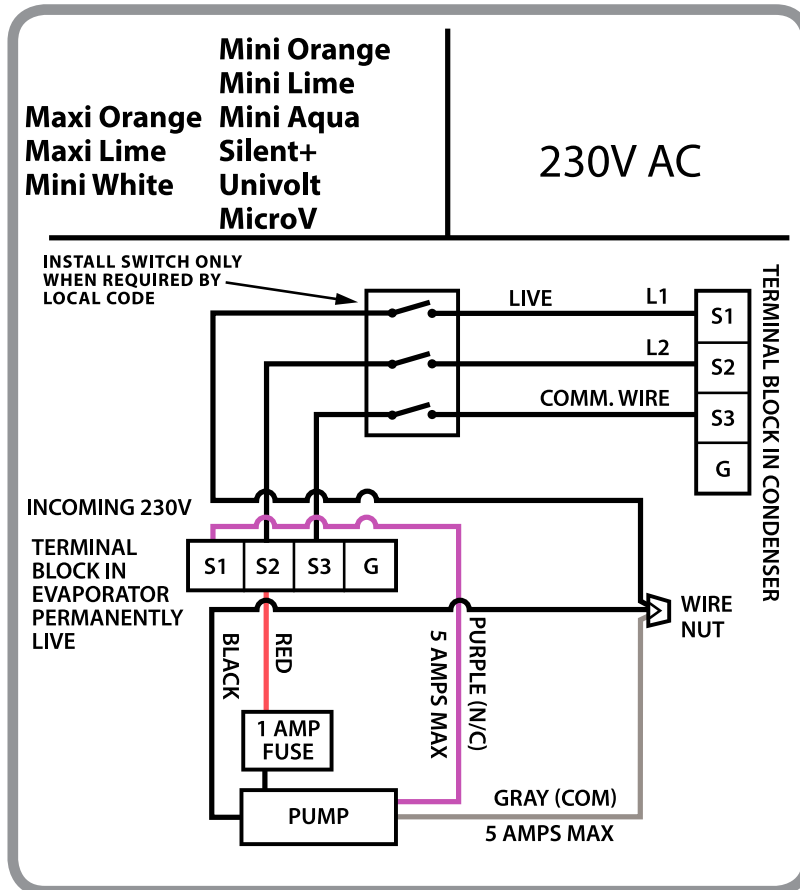 Maxi Orange
Maxi Lime
Mini White
Mini Orange
Mini Lime
Mini Aqua
Silent+
Univolt
MicroV
230V AC
INSTALL SWITCH ONLY
WHEN REQUIRED BY
LOCAL CODE
LIVE
L1
L2
COMM. WIRE
S1
S2
S3
G
TERMINAL BLOCK IN CONDENSER
INCOMING 230V
TERMINAL
BLOCK IN
EVAPORATOR
PERMANENTLY
LIVE
S1
S2
S3
G
WIRE
NUT
BLACK
RED
PURPLE (N/C)
5 AMPS MAX
1 AMP
FUSE
PUMP
GRAY (COM)
5 AMPS MAX